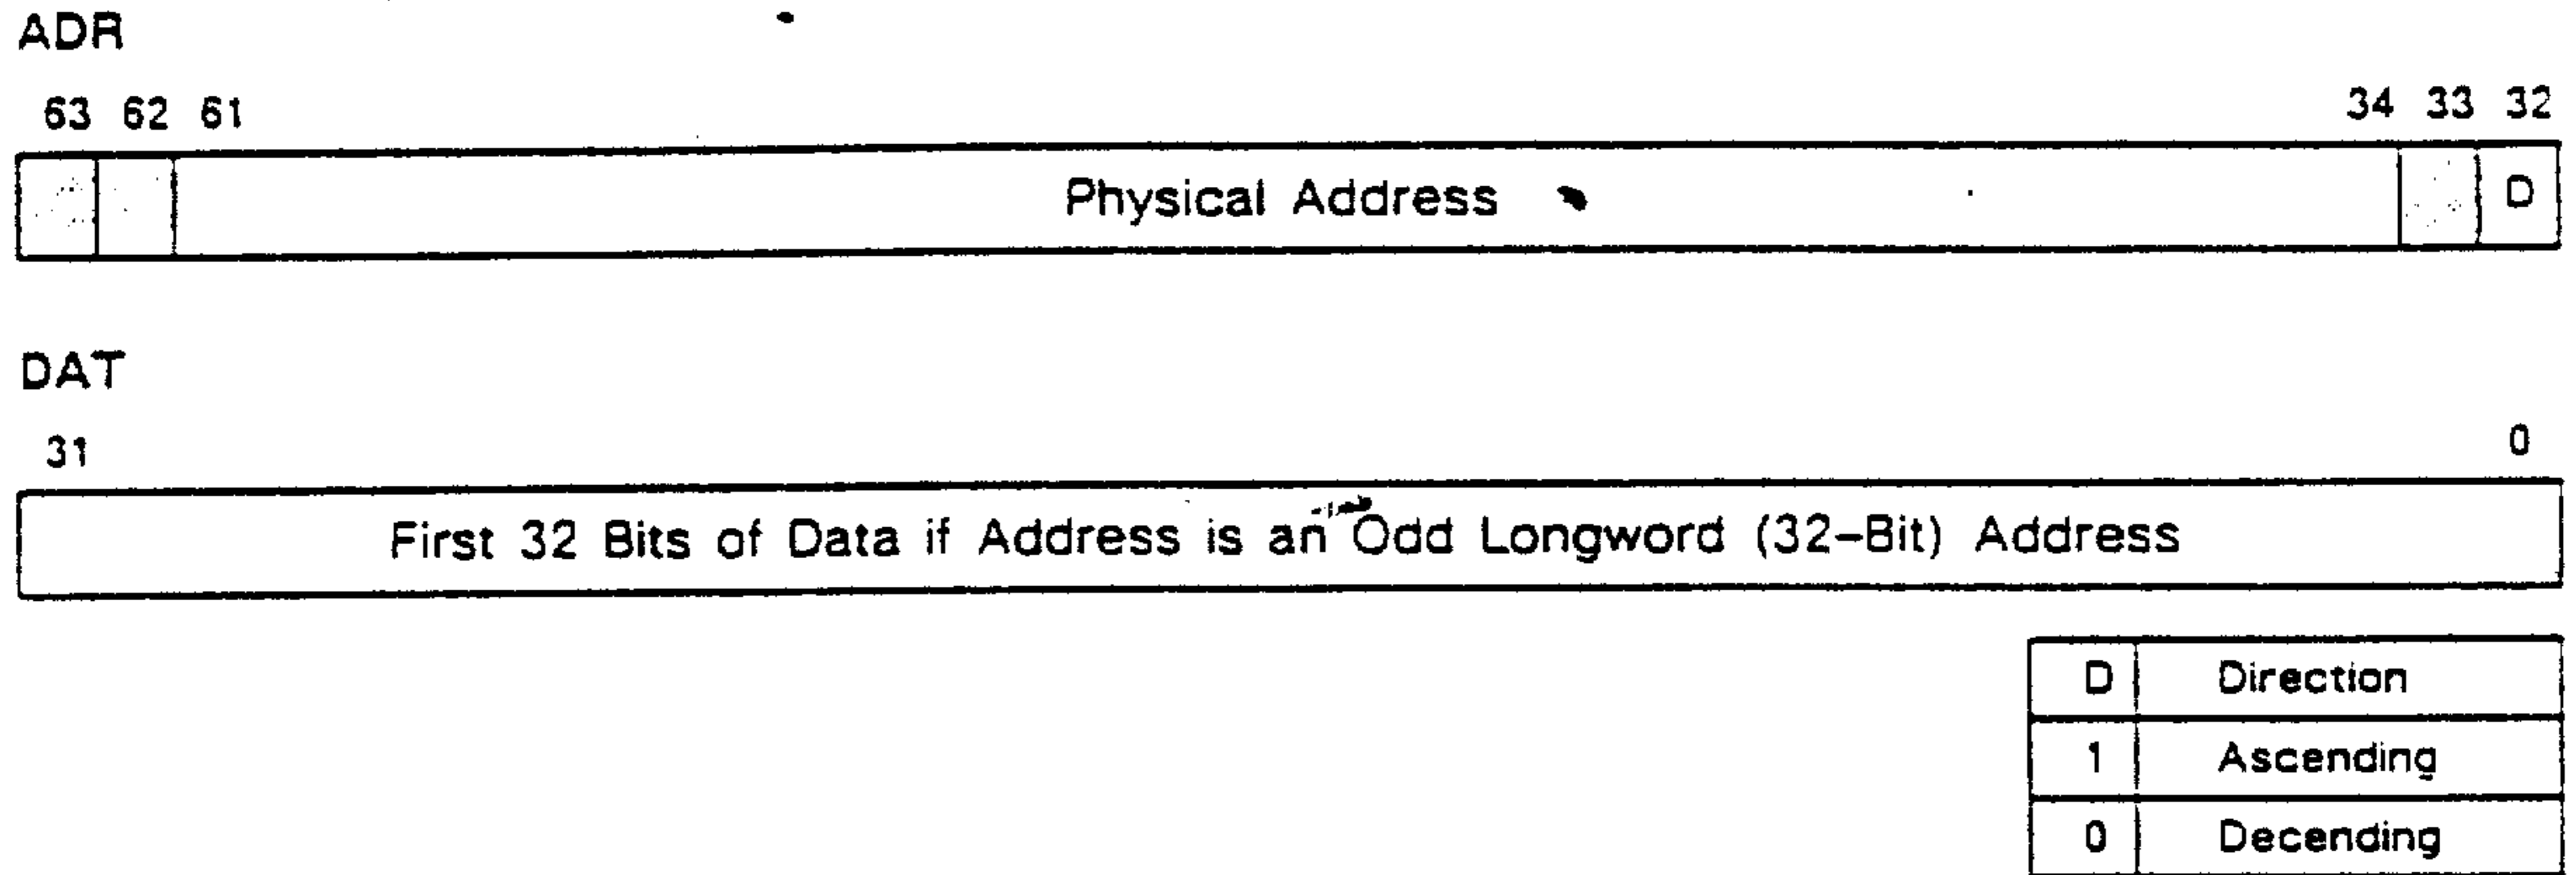 ADR
63 62 61 34 33 32
Physical Address D
DAT
31 0
First 32 Bits of Data if Address is an Odd Longword (32-Bit) Address
D Direction
1 Ascending
0 Decending